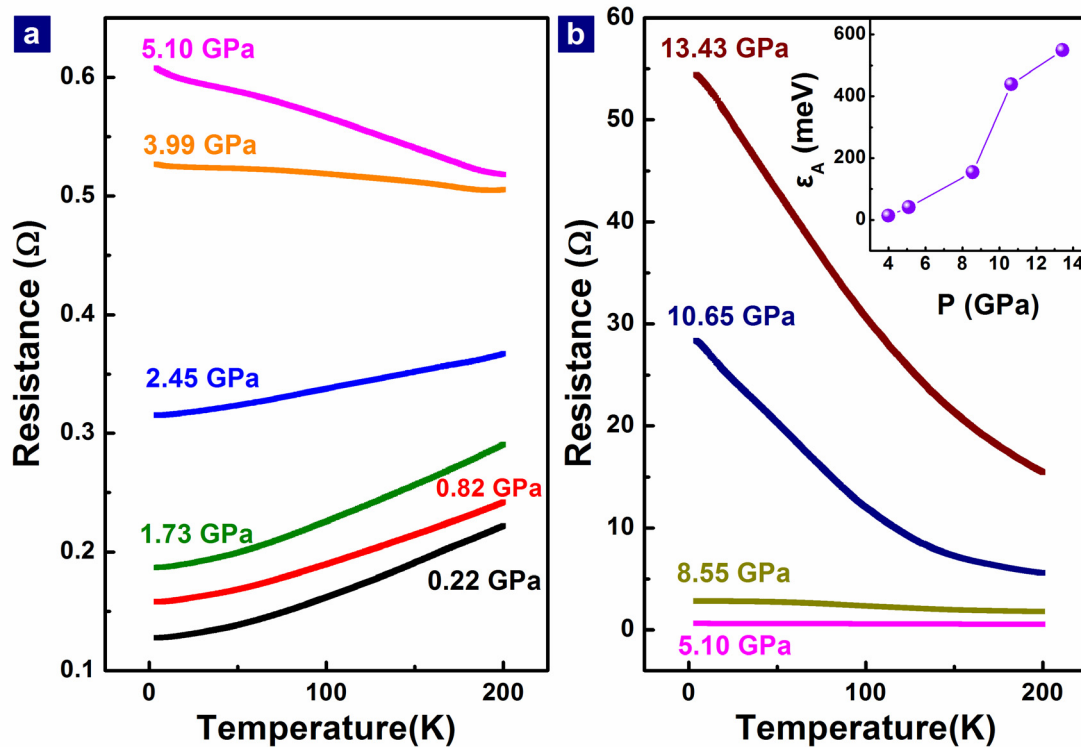 a
5.10 GPa
3.99 GPa
2.45 GPa
1.73 GPa
0.82 GPa
0.22 GPa
0.6
0.5
0.4
0.3
0.2
0.1
Resistance (Ω)
0
100
200
Temperature(K)
b
13.43 GPa
10.65 GPa
8.55 GPa
5.10 GPa
60
50
40
30
20
10
0
Resistance (Ω)
0
100
200
Temperature(K)
600
400
200
0
ε_A (meV)
4 6 8 10 12 14
P (GPa)